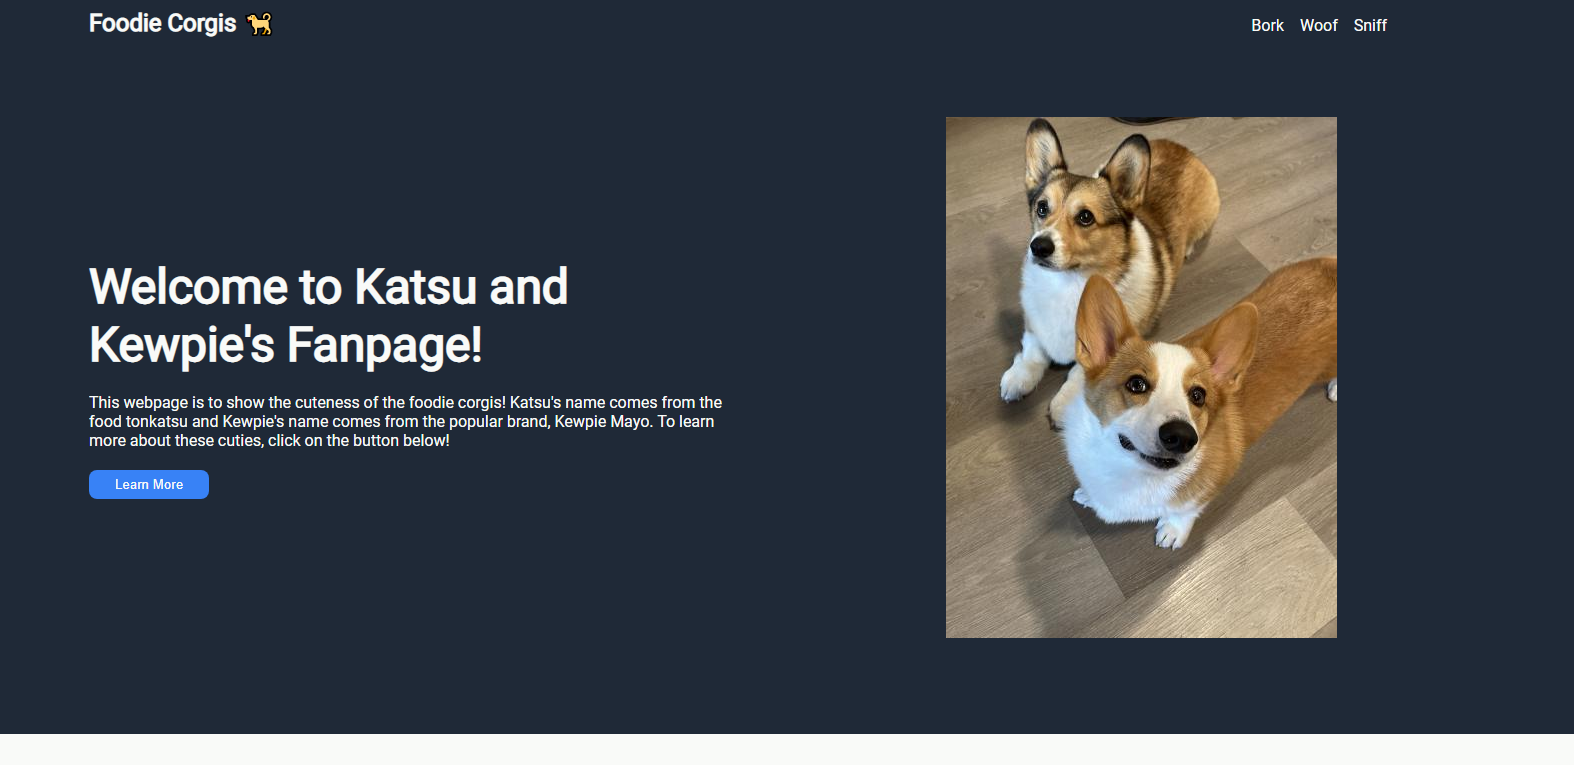 Foodie Corgis 🐕
Bork Woof Sniff
Welcome to Katsu and
Kewpie's Fanpage!
This webpage is to show the cuteness of the foodie corgis! Katsu's name comes from the
food tonkatsu and Kewpie's name comes from the popular brand, Kewpie Mayo. To learn
more about these cuties, click on the button below!
Learn More